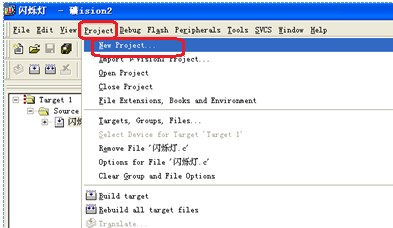 闪烁灯 - 礦ision2
File Edit View Project Debug Flash Peripherals Tools SVCS Window Help
New Project...
Import µVision1 Project...
Open Project
Close Project
File Extensions, Books and Environment
Target 1
Source
闪烁
Targets, Groups, Files...
Select Device for Target 'Target 1'
Remove File '闪烁灯.c'
Options for File '闪烁灯.c'
Clear Group and File Options
Build target
Rebuild all target files
Translate...